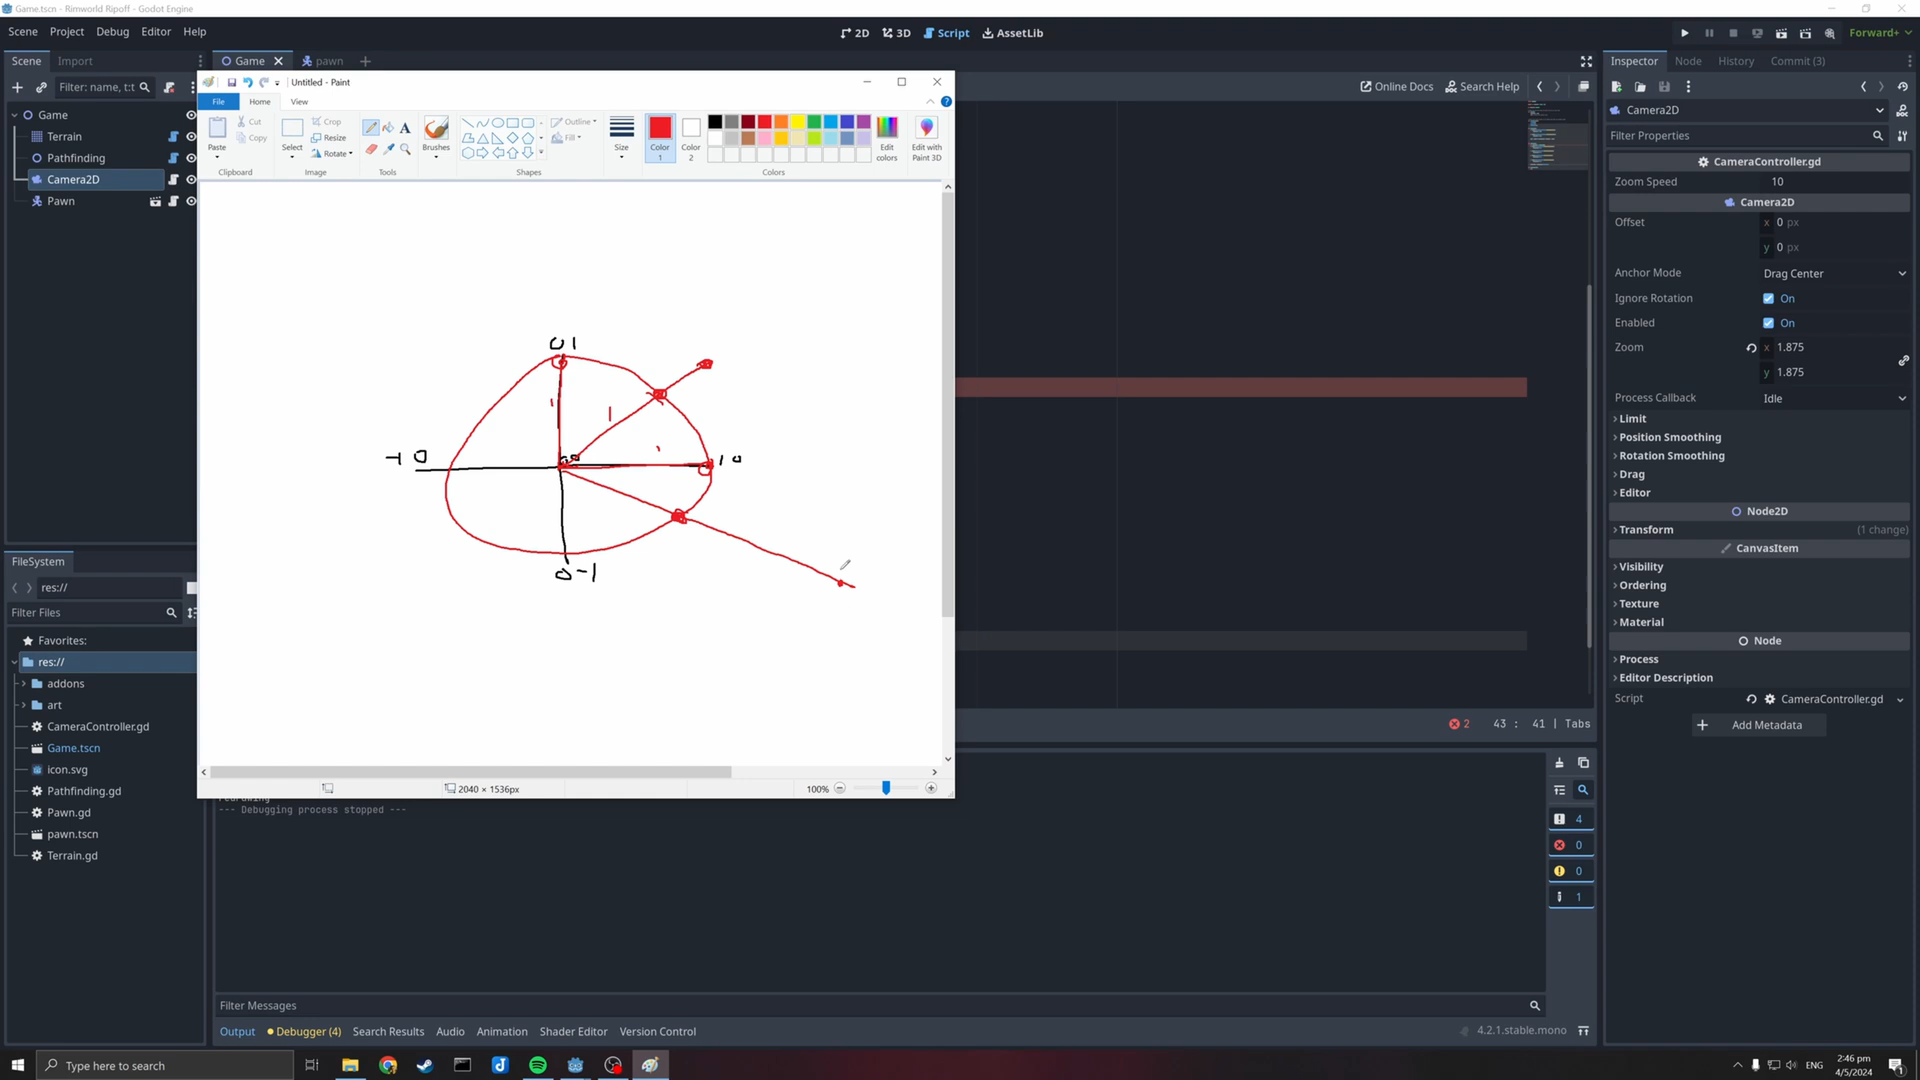 Game.tscn - Rimworld Ripoff - Godot Engine
Scene Project Debug Editor Help
2D 3D Script AssetLib
Forward+
Scene Import
Game pawn
Inspector Node History Commit (3)
Filter: name, t:t
Untitled - Paint
Online Docs Search Help
File Home View
Game
Terrain
Pathfinding
Camera2D
Pawn
Paste
Cut
Copy
Clipboard
Select
Crop
Resize
Rotate
Image
A
Tools
Brushes
Outline
Fill
Shapes
Size
Color 1
Color 2
Edit colors
Colors
Edit with Paint 3D
0 1
1
-1 0
0 0
1 0
0 -1
100%
2040 × 1536px
Camera2D
Filter Properties
CameraController.gd
Zoom Speed 10
Camera2D
Offset x 0 px
y 0 px
Anchor Mode Drag Center
Ignore Rotation On
Enabled On
Zoom x 1.875
y 1.875
Process Callback Idle
Limit
Position Smoothing
Rotation Smoothing
Drag
Editor
Node2D
Transform (1 change)
CanvasItem
Visibility
Ordering
Texture
Material
Node
Process
Editor Description
Script CameraController.gd
Add Metadata
2 43 : 41 | Tabs
FileSystem
res://
Filter Files
Favorites:
res://
addons
art
CameraController.gd
Game.tscn
icon.svg
Pathfinding.gd
Pawn.gd
pawn.tscn
Terrain.gd
redrawing
--- Debugging process stopped ---
4
0
0
1
Filter Messages
Output Debugger (4) Search Results Audio Animation Shader Editor Version Control
4.2.1.stable.mono
Type here to search
ENG
2:46 pm
4/5/2024
1